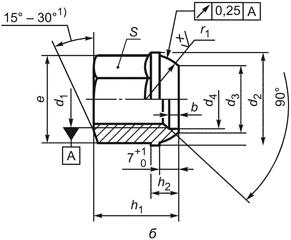 15° – 30°¹⁾
S
↗ 0,25 A
x
r₁
e
d₁
b
d₄
d₃
d₂
90°
A
7⁺¹₀
h₂
h₁
б